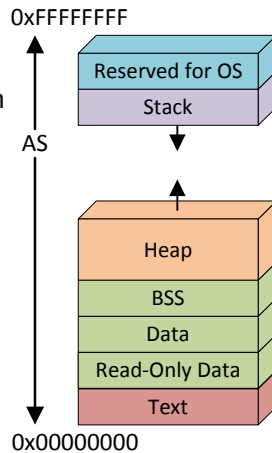 0xFFFFFFFF
Reserved for OS
n
Stack
AS
Heap
BSS
Data
Read-Only Data
Text
0x00000000